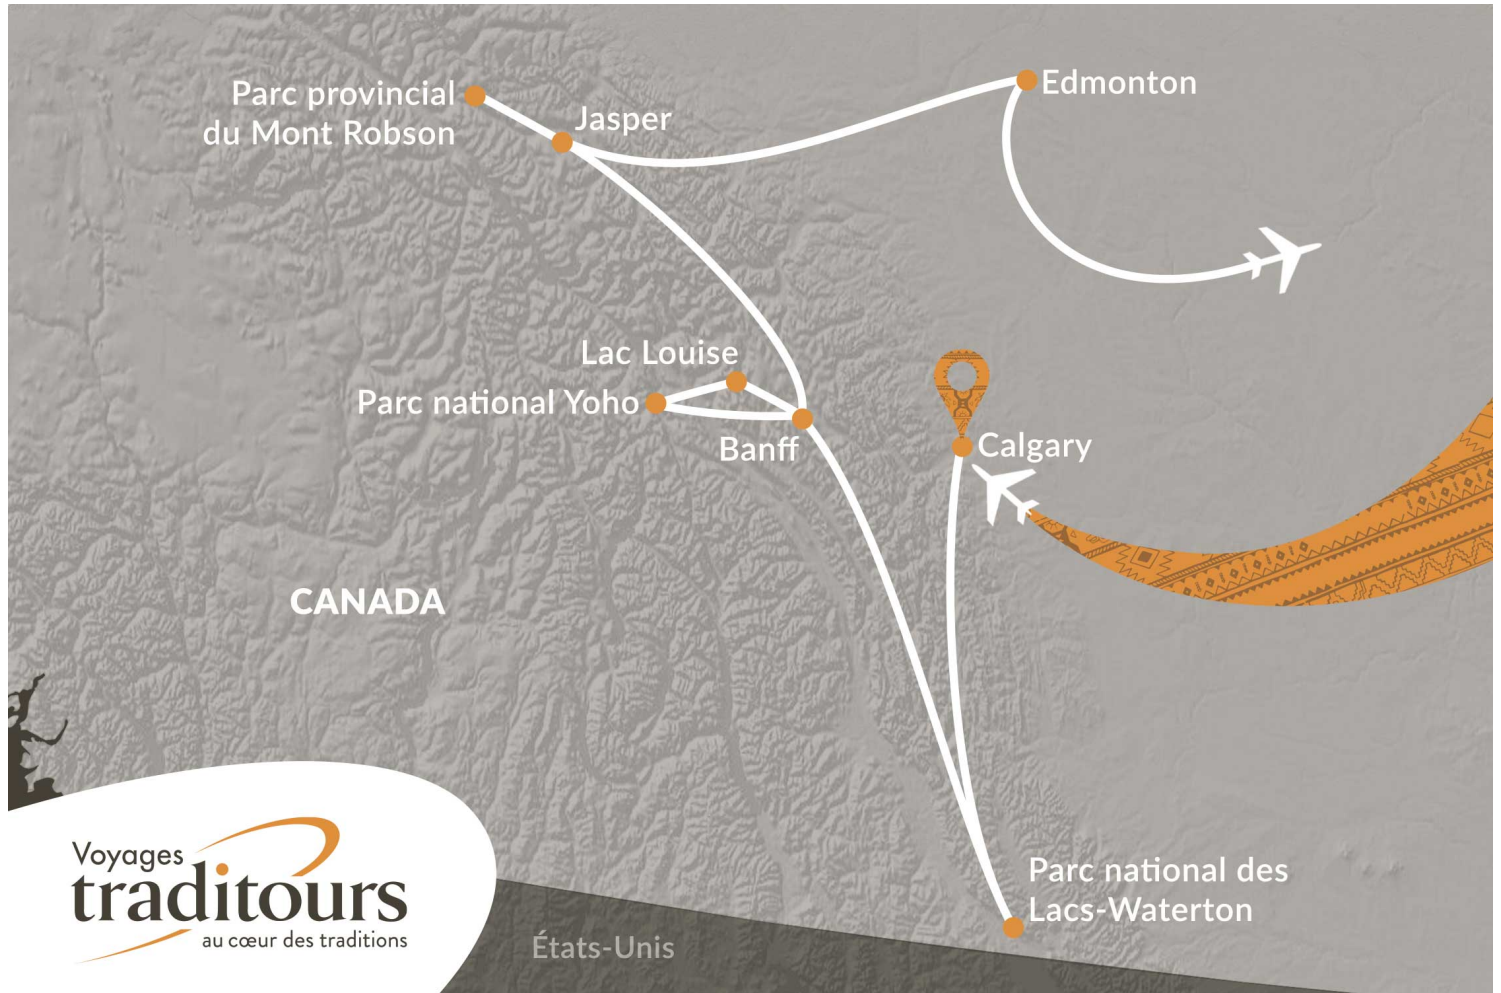 Parc provincial
du Mont Robson
Jasper
Edmonton
Lac Louise
Parc national Yoho
Banff
Calgary
CANADA
Parc national des
Lacs-Waterton
États-Unis
Voyages
traditours
au cœur des traditions